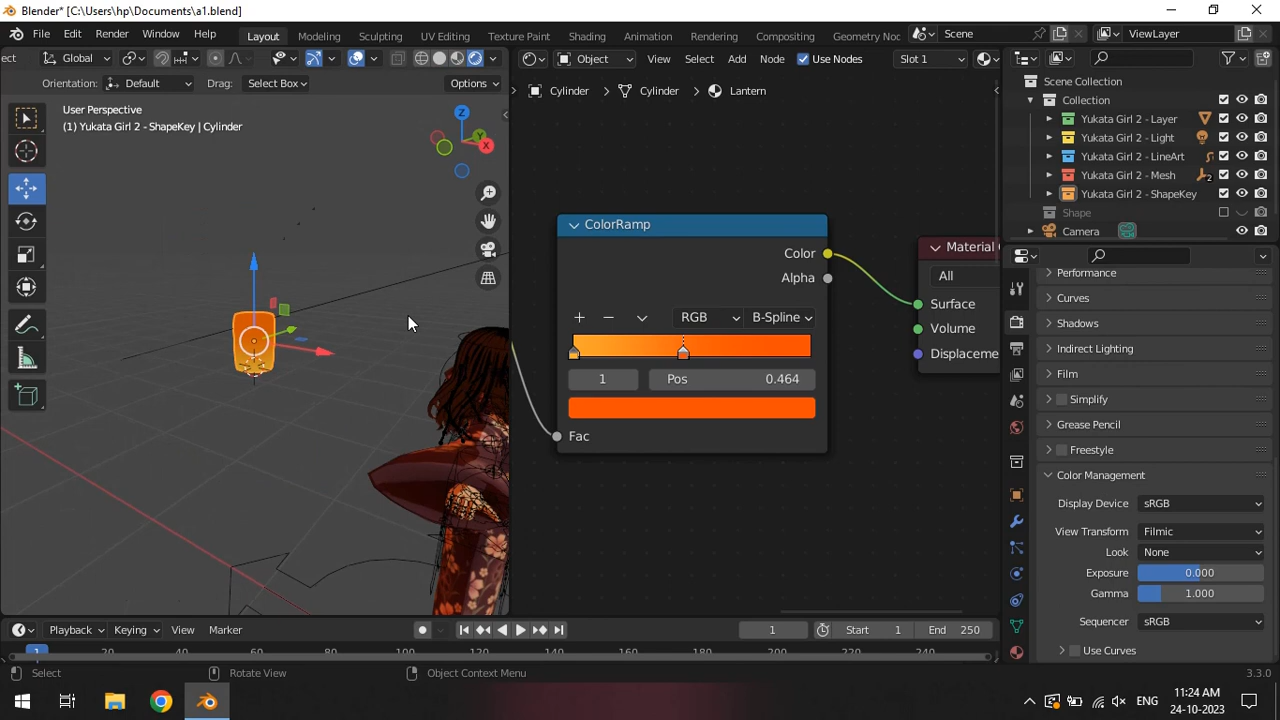 Blender* [C:\Users\hp\Documents\a1.blend]
File Edit Render Window Help Layout Modeling Sculpting UV Editing Texture Paint Shading Animation Rendering Compositing Geometry Noc Scene ViewLayer
ect Global Object View Select Add Node Use Nodes Slot 1
Orientation: Default Drag: Select Box Options
Cylinder > Cylinder > Lantern
User Perspective
(1) Yukata Girl 2 - ShapeKey | Cylinder
Z
Y
X
ColorRamp
Color
Alpha
RGB B-Spline
1 Pos 0.464
Fac
Material
All
Surface
Volume
Displaceme
Scene Collection
Collection
Yukata Girl 2 - Layer
Yukata Girl 2 - Light
Yukata Girl 2 - LineArt
Yukata Girl 2 - Mesh 2
Yukata Girl 2 - ShapeKey
Shape
Camera
Performance
Curves
Shadows
Indirect Lighting
Film
Simplify
Grease Pencil
Freestyle
Color Management
Display Device sRGB
View Transform Filmic
Look None
Exposure 0.000
Gamma 1.000
Sequencer sRGB
Use Curves
Playback Keying View Marker 1 Start 1 End 250
1 20 40 60 80 100 120 140 160 180 200 220 240
Select Rotate View Object Context Menu 3.3.0
ENG 11:24 AM
24-10-2023